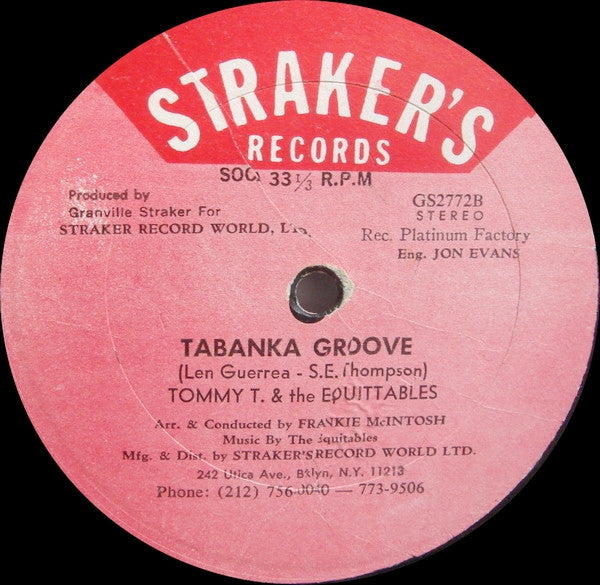 STRAKER'S
RECORDS
SOCA 33 1/3 R.P.M
Produced by
Granville Straker For
STRAKER RECORD WORLD, LTD.
GS2772B
STEREO
Rec. Platinum Factory
Eng. JON EVANS
TABANKA GROOVE
(Len Guerrea - S.E. Thompson)
TOMMY T. & the EQUITTABLES
Arr. & Conducted by FRANKIE McINTOSH
Music By The Equitables
Mfg. & Dist. by STRAKER'S RECORD WORLD LTD.
242 Utica Ave., Bklyn, N.Y. 11213
Phone: (212) 756-0040 — 773-9506